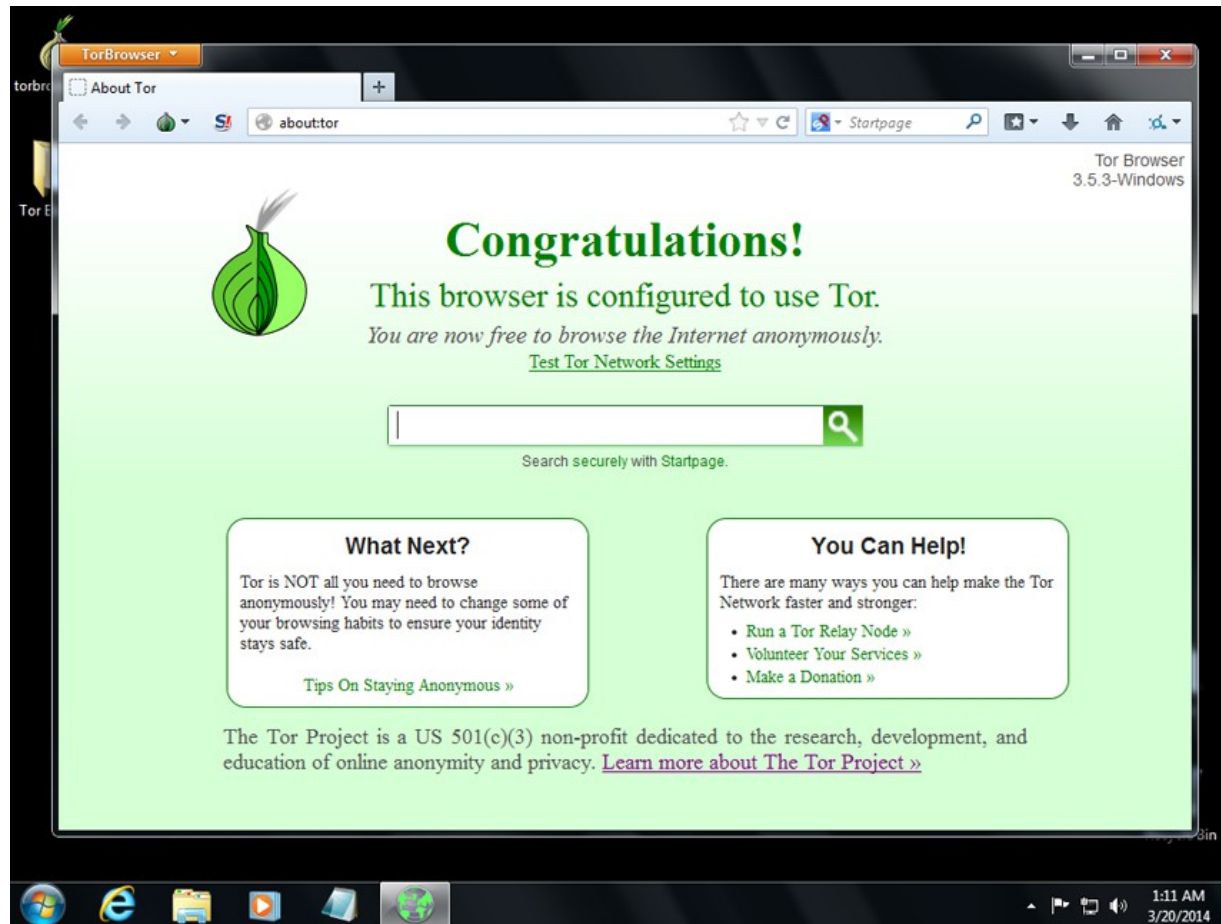 TorBrowser
torbro
About Tor
about:tor
Startpage
Tor Browser
3.5.3-Windows
Congratulations!
This browser is configured to use Tor.
You are now free to browse the Internet anonymously.
Test Tor Network Settings
Search securely with Startpage.
What Next?
Tor is NOT all you need to browse
anonymously! You may need to change some of
your browsing habits to ensure your identity
stays safe.
Tips On Staying Anonymous »
You Can Help!
There are many ways you can help make the Tor
Network faster and stronger:
• Run a Tor Relay Node »
• Volunteer Your Services »
• Make a Donation »
The Tor Project is a US 501(c)(3) non-profit dedicated to the research, development, and
education of online anonymity and privacy. Learn more about The Tor Project »
1:11 AM
3/20/2014